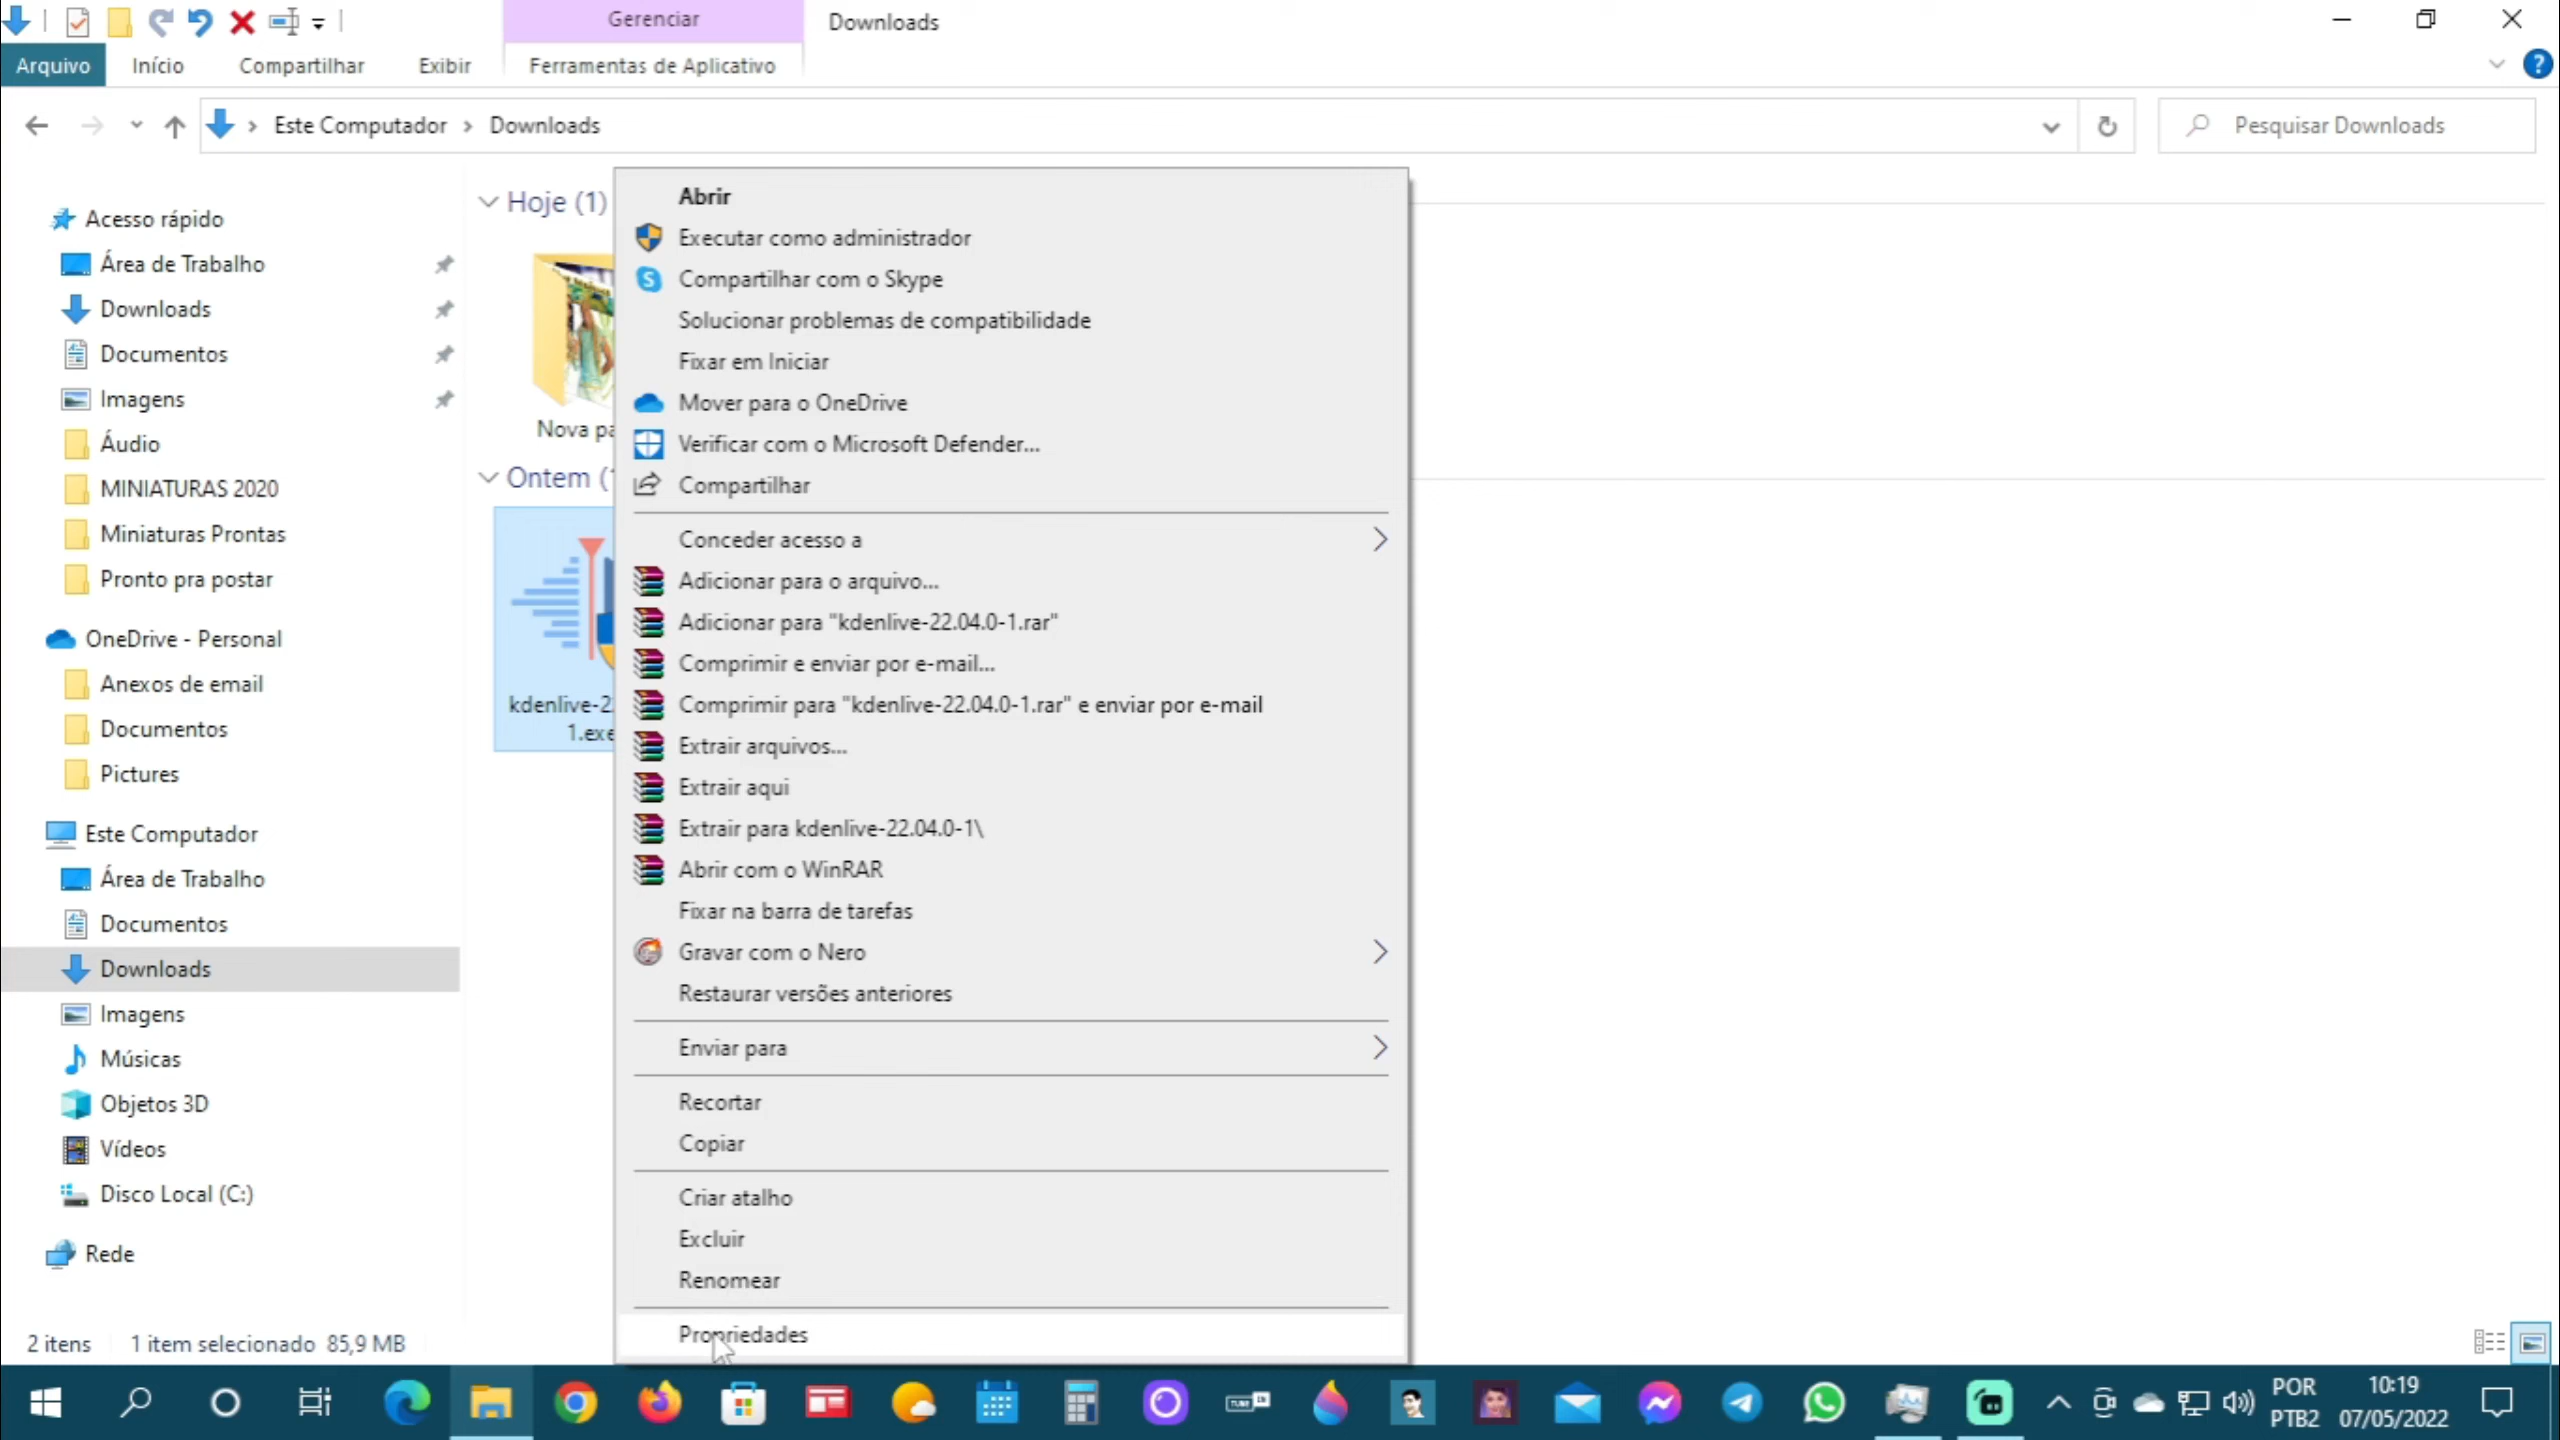 Gerenciar
Downloads
Arquivo
Início
Compartilhar
Exibir
Ferramentas de Aplicativo
Este Computador
Downloads
Pesquisar Downloads
Acesso rápido
Área de Trabalho
Downloads
Documentos
Imagens
Áudio
MINIATURAS 2020
Miniaturas Prontas
Pronto pra postar
OneDrive - Personal
Anexos de email
Documentos
Pictures
Este Computador
Área de Trabalho
Documentos
Downloads
Imagens
Músicas
Objetos 3D
Vídeos
Disco Local (C:)
Rede
Hoje (1)
Nova pa
Ontem (
kdenlive-2
1.exe
Abrir
Executar como administrador
Compartilhar com o Skype
Solucionar problemas de compatibilidade
Fixar em Iniciar
Mover para o OneDrive
Verificar com o Microsoft Defender...
Compartilhar
Conceder acesso a
Adicionar para o arquivo...
Adicionar para "kdenlive-22.04.0-1.rar"
Comprimir e enviar por e-mail...
Comprimir para "kdenlive-22.04.0-1.rar" e enviar por e-mail
Extrair arquivos...
Extrair aqui
Extrair para kdenlive-22.04.0-1\
Abrir com o WinRAR
Fixar na barra de tarefas
Gravar com o Nero
Restaurar versões anteriores
Enviar para
Recortar
Copiar
Criar atalho
Excluir
Renomear
Propriedades
2 itens
1 item selecionado 85,9 MB
POR
PTB2
10:19
07/05/2022